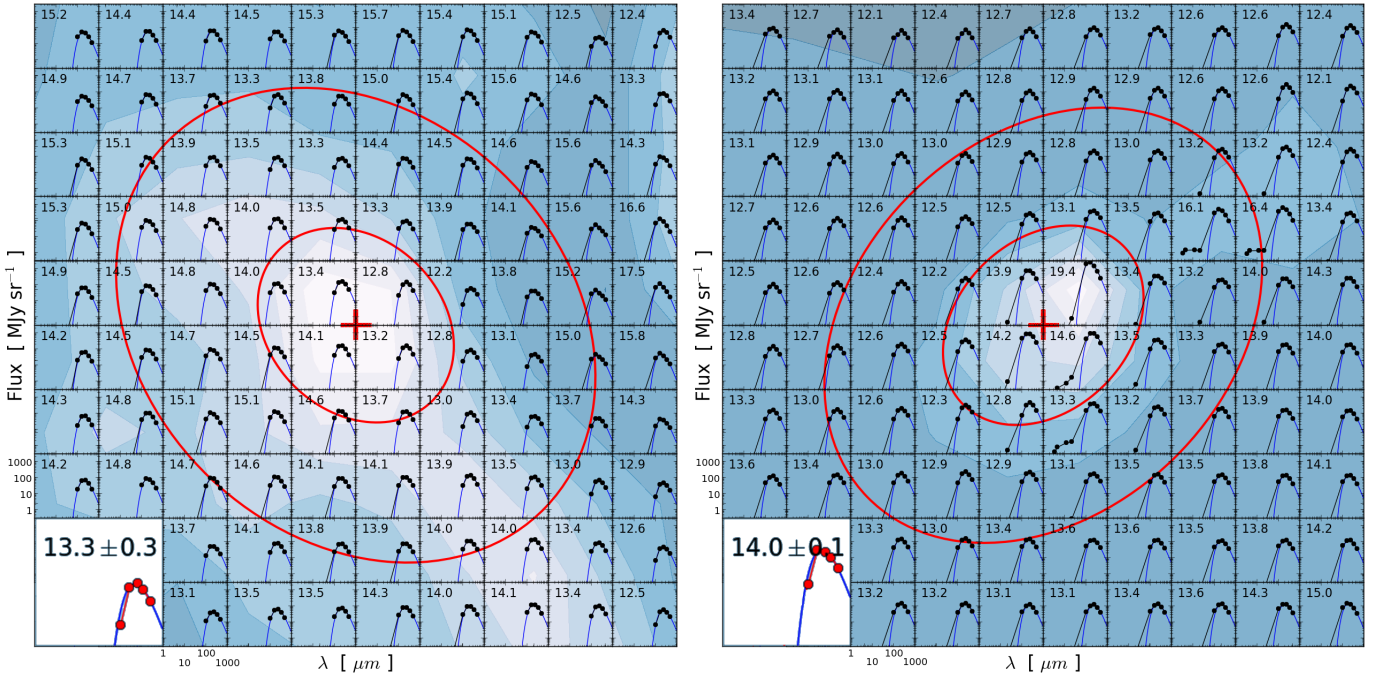 15.2 14.4 14.4 14.5 15.3 15.7 14.4 15.1 12.5 12.4
14.9 14.7 13.7 13.3 13.8 15.0 15.4 15.6 14.6 13.3
15.3 15.1 13.9 13.5 13.3 14.4 14.5 14.6 15.6 14.3
15.3 15.0 14.8 14.0 13.5 13.3 13.9 14.1 15.6 16.6
14.9 14.5 14.8 14.0 13.4 12.8 12.2 13.8 15.2 17.5
14.2 14.5 14.7 14.5 14.1 13.2 12.8 13.1 15.0 15.8
14.3 14.8 15.1 15.1 14.6 13.7 13.0 13.4 13.7 14.3
14.2 14.8 14.7 14.6 14.1 14.1 13.9 13.5 13.0 12.9
13.7 14.1 13.8 13.9 14.0 14.0 13.4 12.6
13.1 13.5 13.5 14.3 14.2 14.0 13.2 12.5
13.3 ± 0.3
Flux [ MJy sr⁻¹ ]
1000
100
10
1
1 10 100 1000
λ [ μm ]
13.4 12.7 12.1 12.4 12.7 12.8 13.2 12.6 12.6 12.4
13.2 13.1 13.1 12.6 12.8 12.9 12.9 12.6 12.6 12.1
13.1 12.9 13.0 13.0 12.9 12.8 13.0 13.2 13.2 12.4
12.7 12.6 12.6 12.5 12.5 13.1 13.5 16.1 16.4 13.4
12.5 12.6 12.4 12.2 13.9 19.4 13.4 13.2 14.0 14.3
12.8 12.7 12.6 12.5 14.2 14.6 13.5 13.3 13.9 14.0
13.3 13.0 12.6 12.3 12.8 13.3 13.2 13.7 13.9 14.0
13.6 13.4 13.0 12.9 12.9 13.1 13.5 13.5 13.8 14.1
13.3 13.0 13.4 13.6 13.6 13.5 13.8 14.2
13.2 13.2 13.1 13.1 13.4 13.6 14.3 15.0
14.0 ± 0.1
Flux [ MJy sr⁻¹ ]
1000
100
10
1
1 10 100 1000
λ [ μm ]